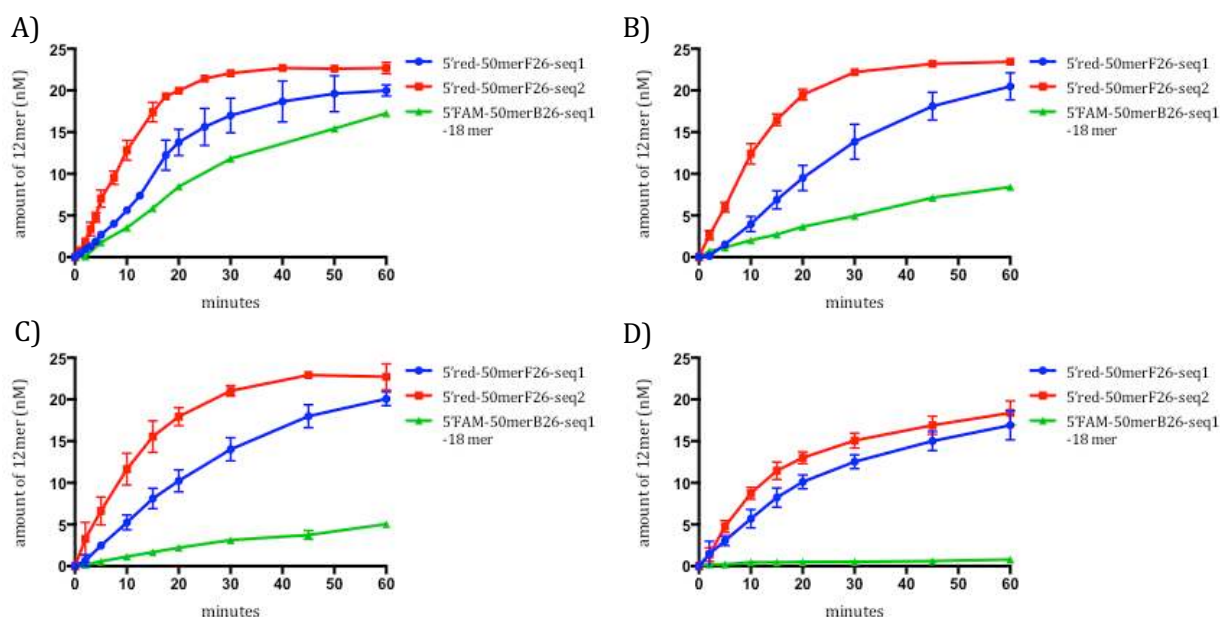 A)
25
20
15
10
5
0
amount of 12mer (nM)
0 10 20 30 40 50 60
minutes
5'red-50merF26-seq1
5'red-50merF26-seq2
5'FAM-50merB26-seq1
-18 mer
B)
25
20
15
10
5
0
amount of 12mer (nM)
0 10 20 30 40 50 60
minutes
5'red-50merF26-seq1
5'red-50merF26-seq2
5'FAM-50merB26-seq1
-18 mer
C)
25
20
15
10
5
0
amount of 12mer (nM)
0 10 20 30 40 50 60
minutes
5'red-50merF26-seq1
5'red-50merF26-seq2
5'FAM-50merB26-seq1
-18 mer
D)
25
20
15
10
5
0
amount of 12mer (nM)
0 10 20 30 40 50 60
minutes
5'red-50merF26-seq1
5'red-50merF26-seq2
5'FAM-50merB26-seq1
-18 mer